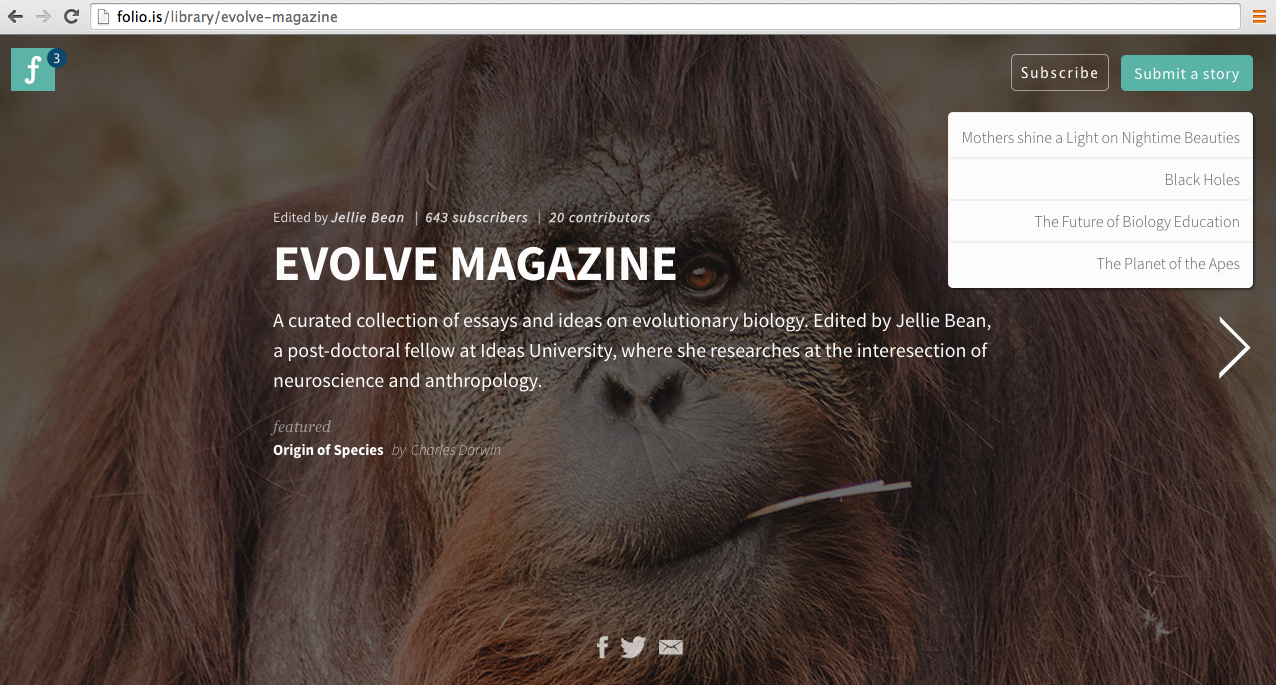 folio.is/library/evolve-magazine
f 3
Subscribe
Submit a story
Mothers shine a Light on Nightime Beauties
Black Holes
The Future of Biology Education
The Planet of the Apes
Edited by Jellie Bean | 643 subscribers | 20 contributors
EVOLVE MAGAZINE
A curated collection of essays and ideas on evolutionary biology. Edited by Jellie Bean,
a post-doctoral fellow at Ideas University, where she researches at the interesection of
neuroscience and anthropology.
featured
Origin of Species by Charles Darwin
f